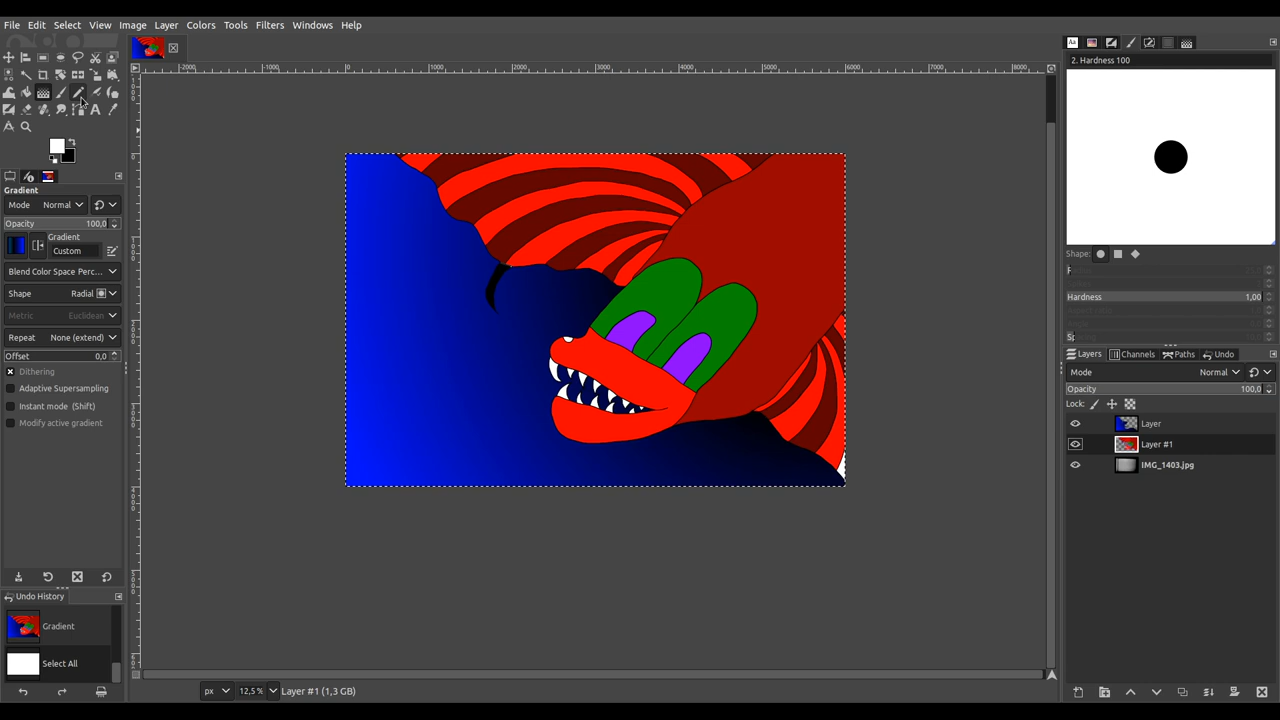 File Edit Select View Image Layer Colors Tools Filters Windows Help
2. Hardness 100
Gradient
Mode Normal
Opacity 100,0
Gradient
Custom
Blend Color Space Perc...
Shape Radial
Metric Euclidean
Repeat None (extend)
Offset 0,0
Dithering
Adaptive Supersampling
Instant mode (Shift)
Modify active gradient
Undo History
Gradient
Select All
px 12,5% Layer #1 (1,3 GB)
Shape:
Hardness 1,00
Layers Channels Paths Undo
Mode Normal
Opacity 100,0
Lock:
Layer
Layer #1
IMG_1403.jpg